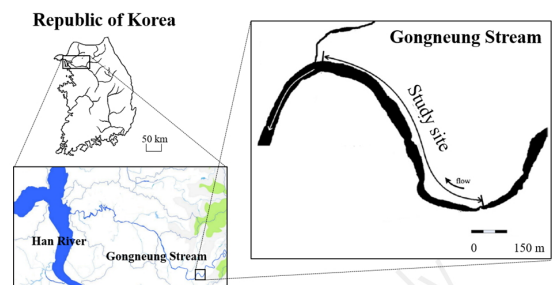 Republic of Korea
50 km
Han River
Gongneung Stream
Gongneung Stream
Study site
flow
0 150 m